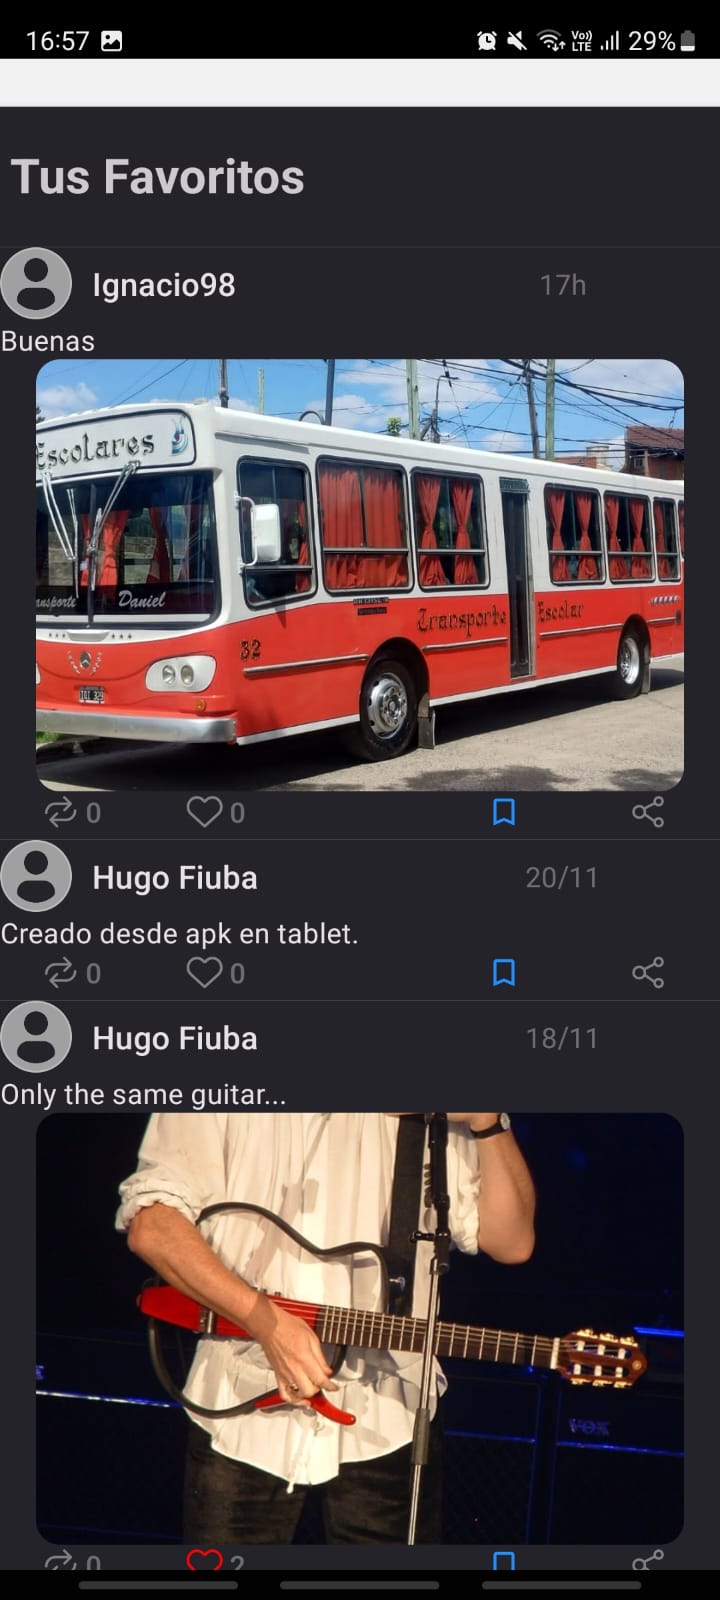 16:57
Vo)) LTE
29%
Tus Favoritos
Ignacio98
17h
Buenas
Escolares
ansporte
Daniel
32
Transporte Escolar
0
0
Hugo Fiuba
20/11
Creado desde apk en tablet.
0
0
Hugo Fiuba
18/11
Only the same guitar...
VOX
0
2